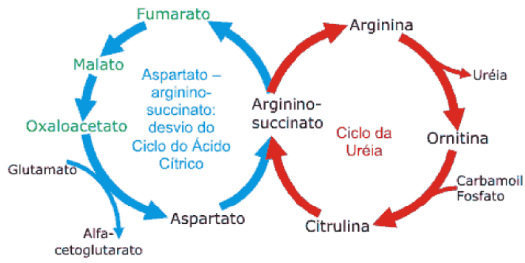 Fumarato
Malato
Oxaloacetato
Glutamato
Alfa-
cetoglutarato
Aspartato
Aspartato –
arginino-
succinato:
desvio do
Ciclo do Ácido
Cítrico
Arginino-
succinato
Arginina
Uréia
Ornitina
Carbamoil
Fosfato
Citrulina
Ciclo da
Uréia